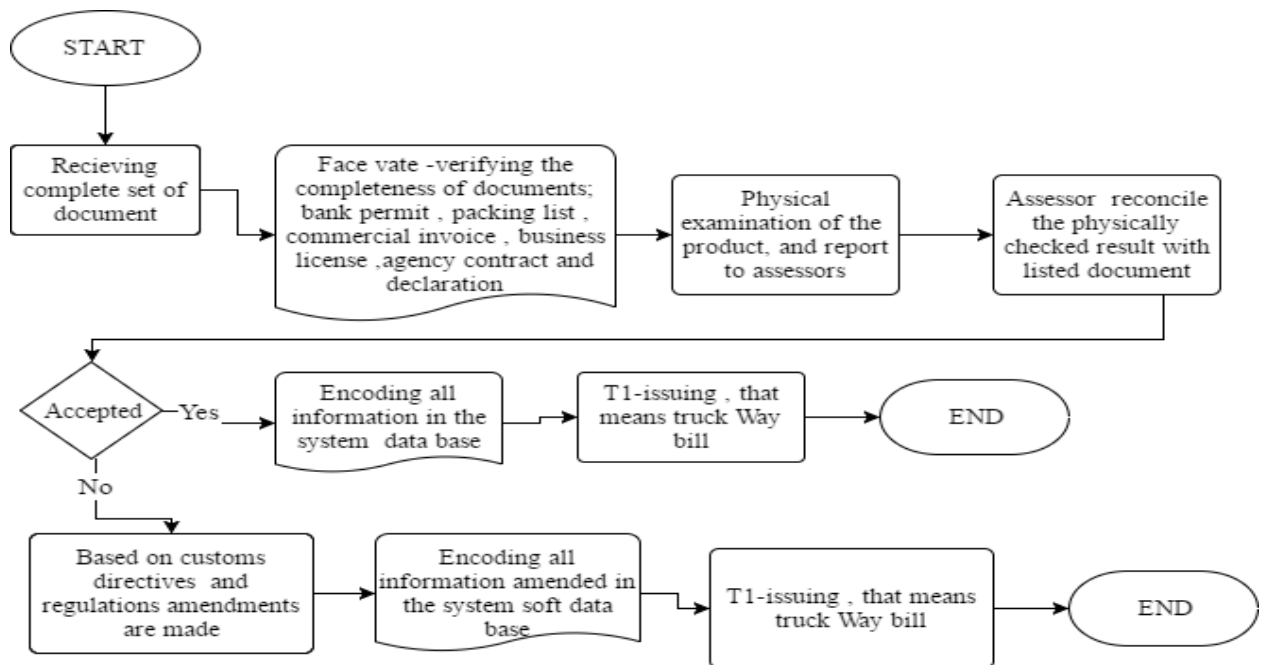 START
Recieving
complete set of
document
Face vate -verifying the
completeness of documents;
bank permit , packing list ,
commercial invoice , business
license ,agency contract and
declaration
Physical
examination of the
product, and report
to assessors
Assessor reconcile
the physically
checked result with
listed document
Accepted
Yes
Encoding all
information in the
system data base
T1-issuing , that
means truck Way
bill
END
No
Based on customs
directives and
regulations amendments
are made
Encoding all
information amended in
the system soft data
base
T1-issuing , that means
truck Way bill
END